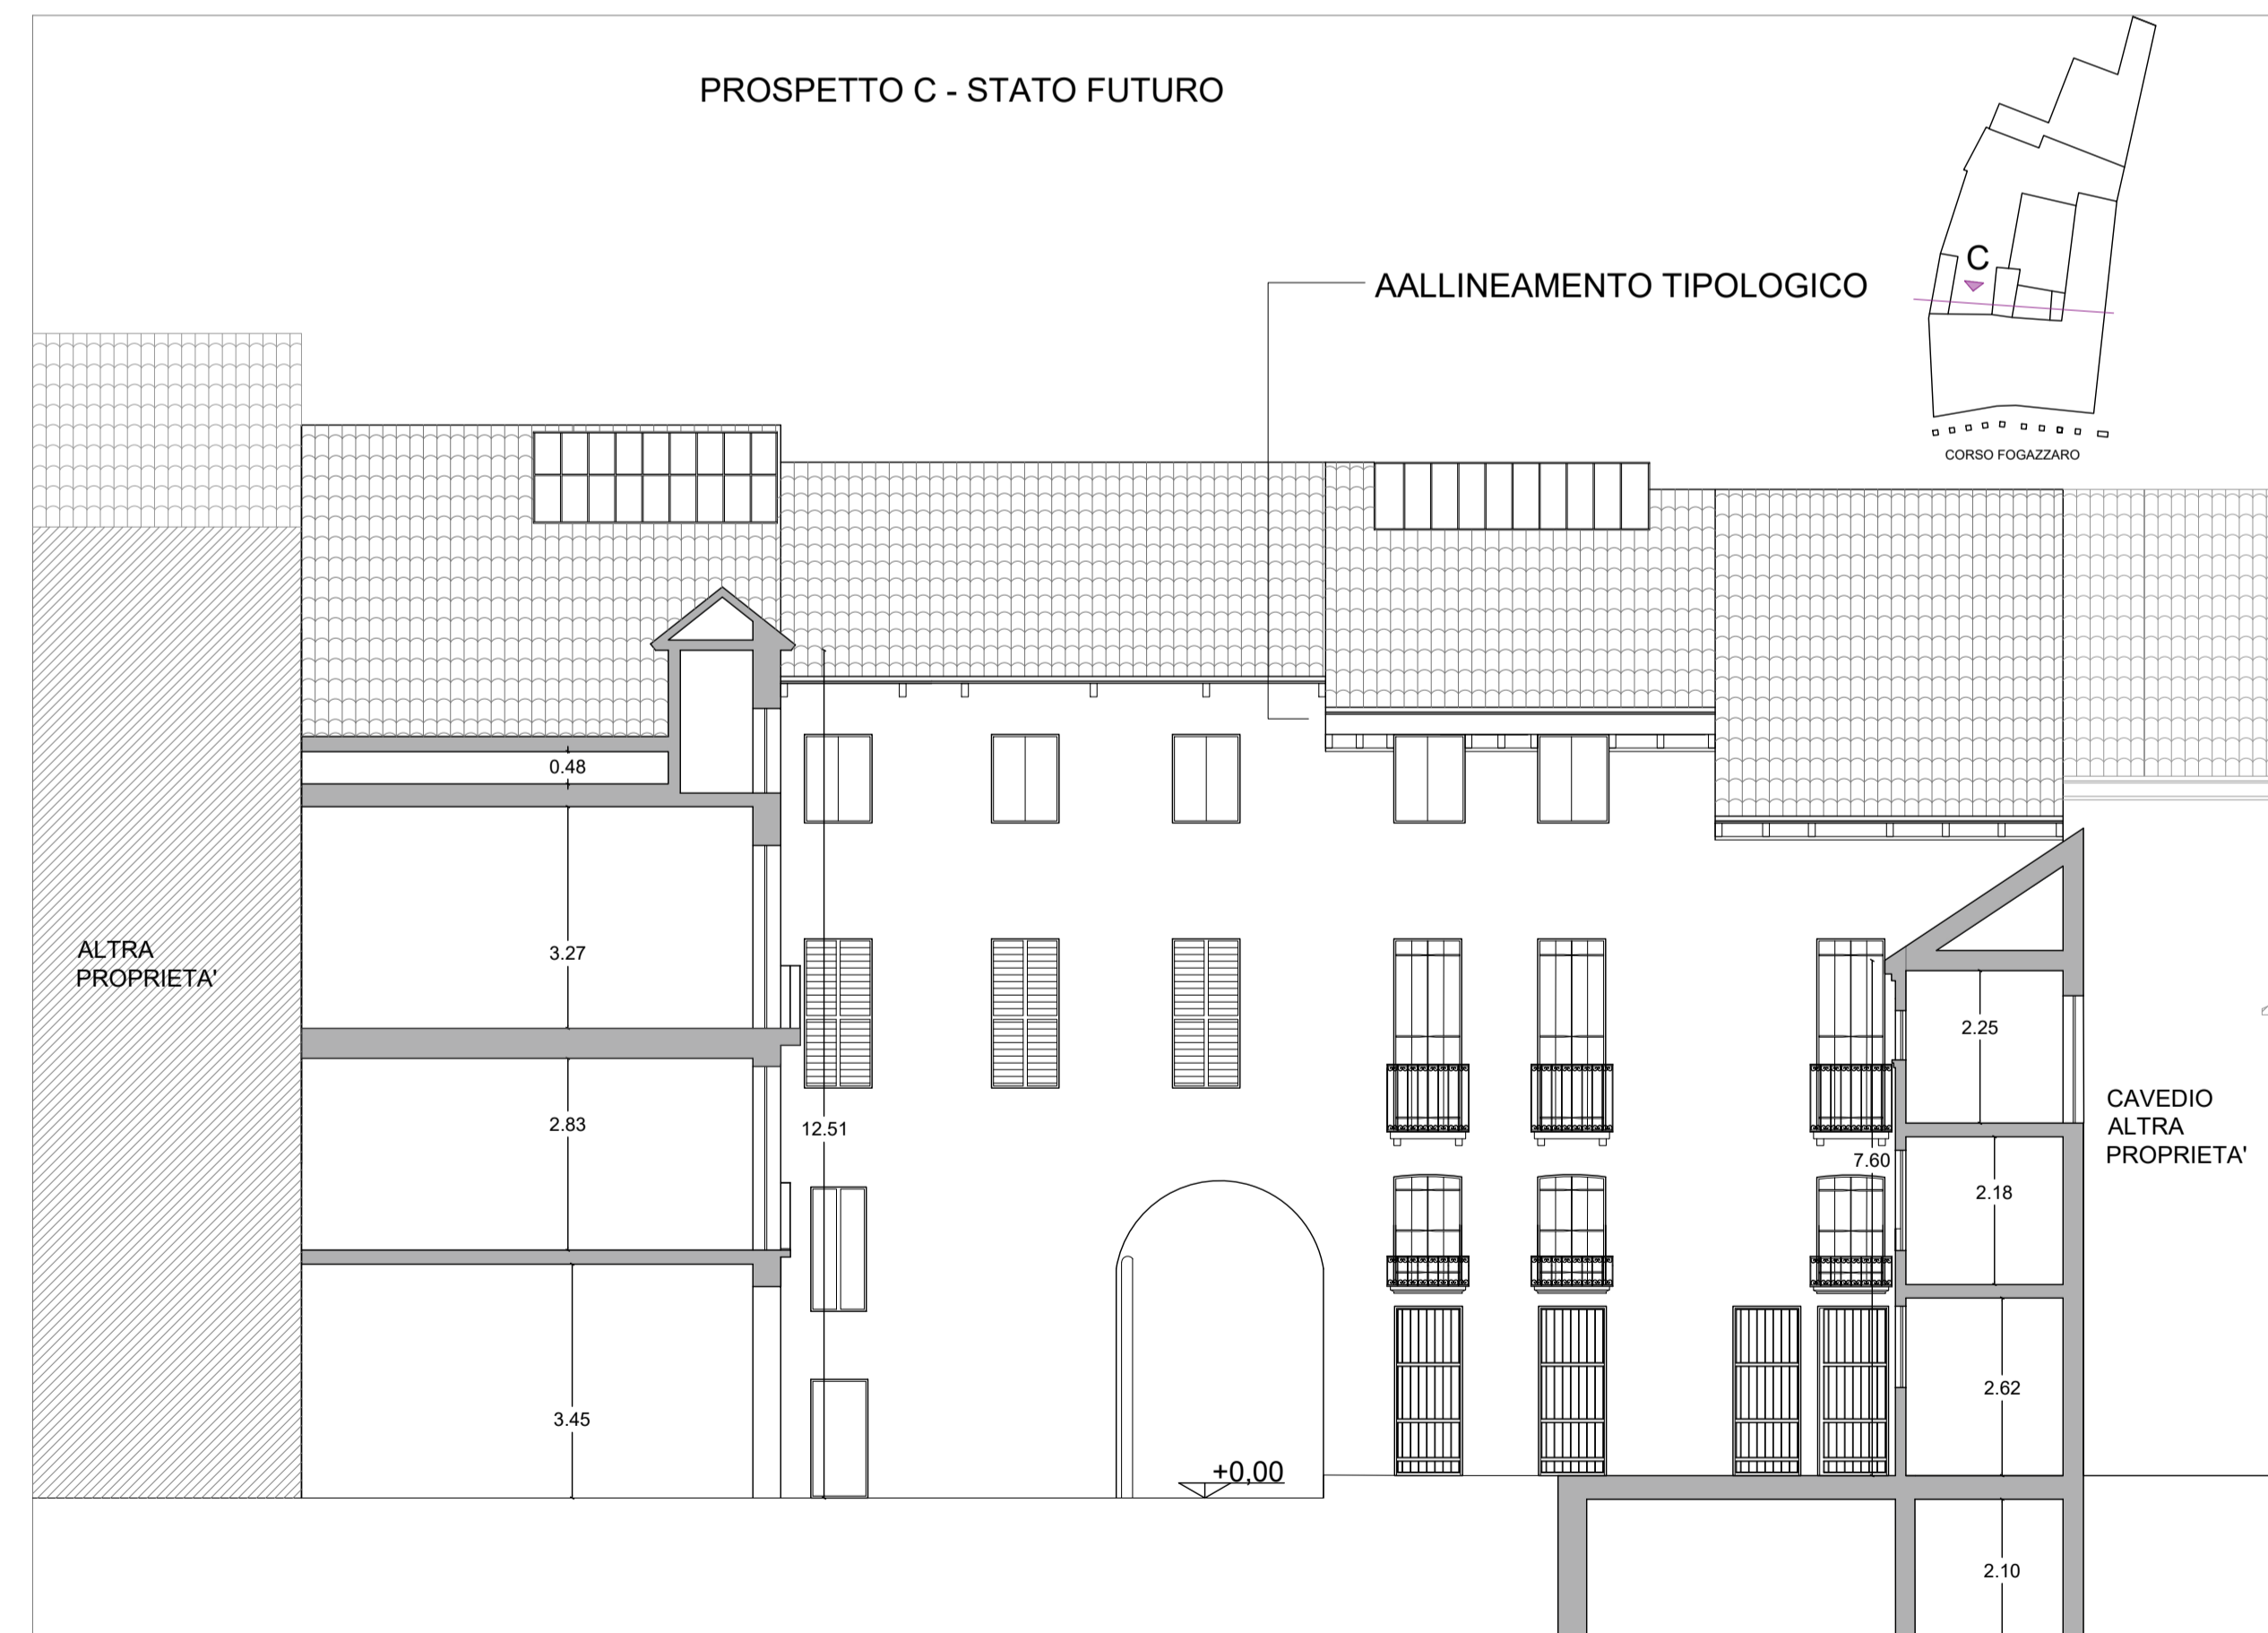 PROSPETTO C - STATO FUTURO
AALLINEAMENTO TIPOLOGICO
C
CORSO FOGAZZARO
0.48
3.27
2.83
3.45
12.51
ALTRA
PROPRIETA'
+0,00
7.60
2.25
2.18
2.62
2.10
CAVEDIO
ALTRA
PROPRIETA'